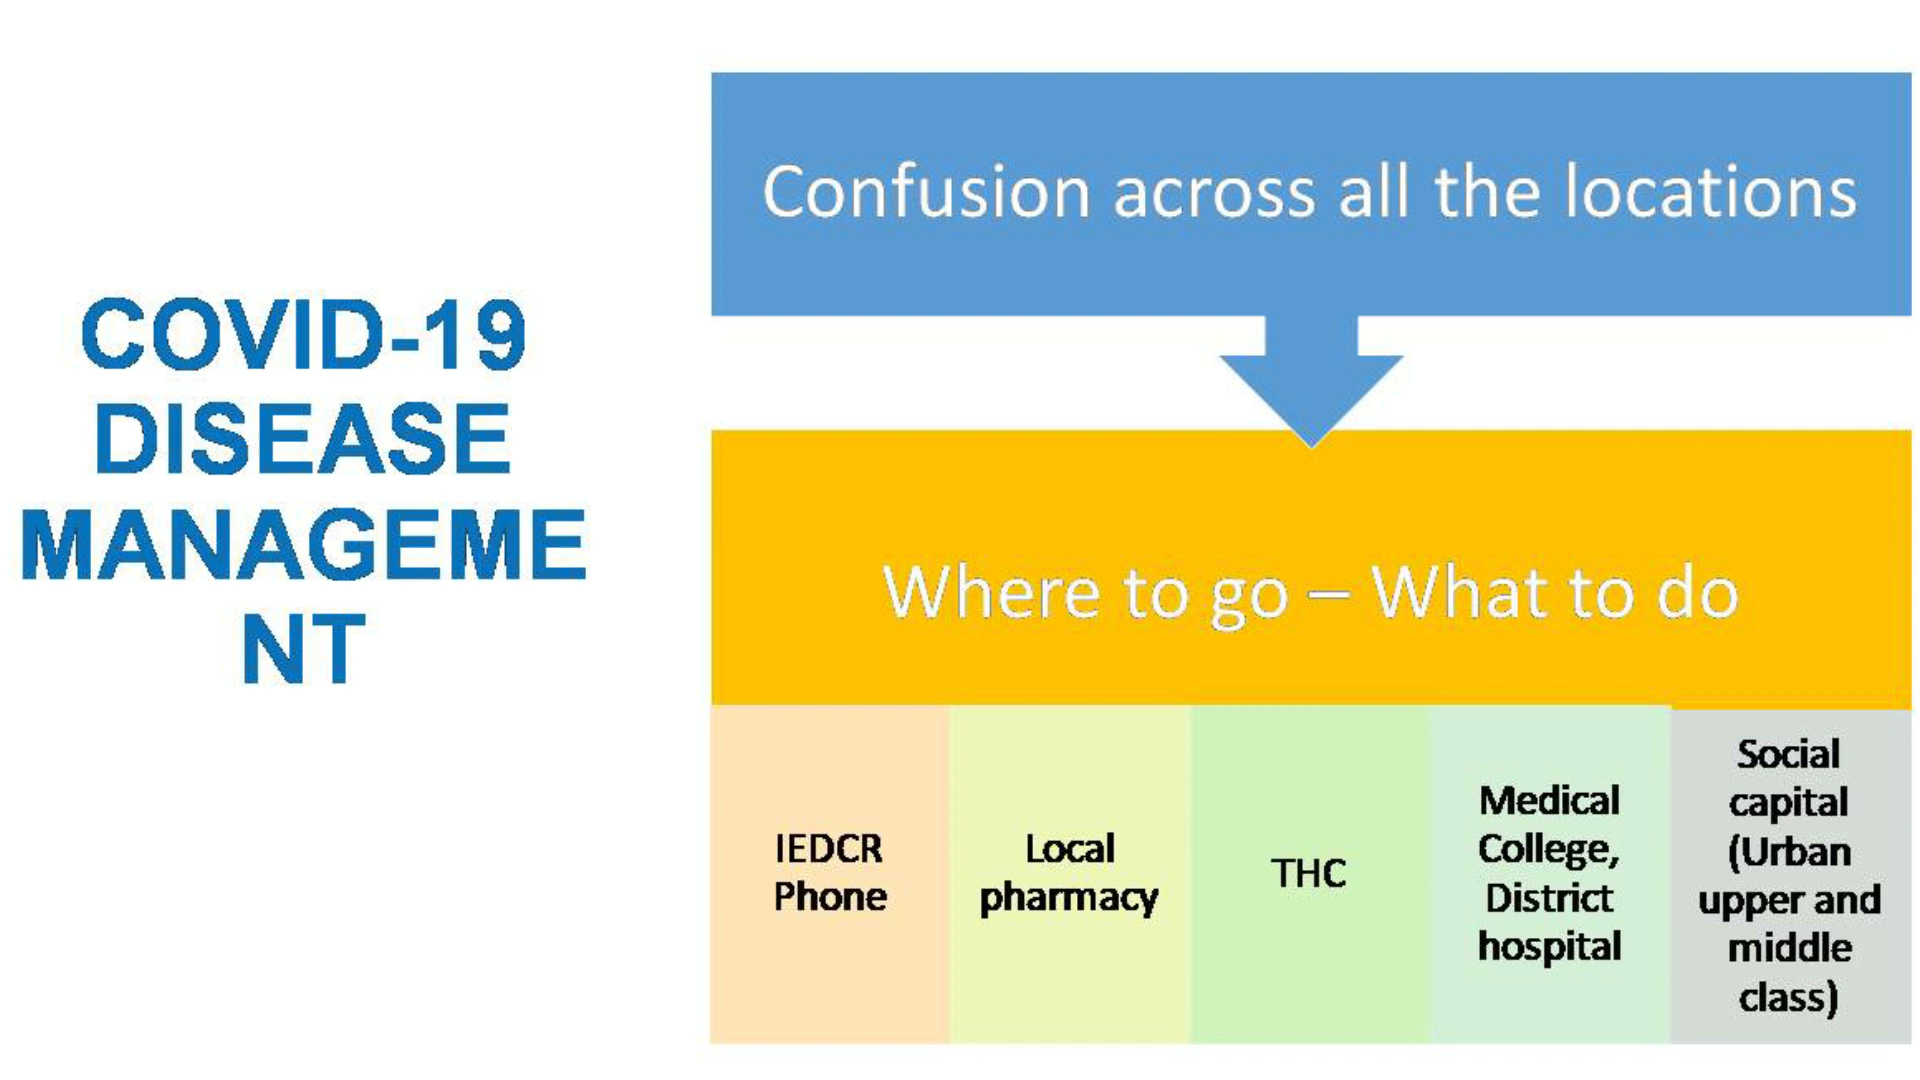 COVID-19
DISEASE
MANAGEME
NT
Confusion across all the locations
Where to go – What to do
IEDCR
Phone
Local
pharmacy
THC
Medical
College,
District
hospital
Social
capital
(Urban
upper and
middle
class)